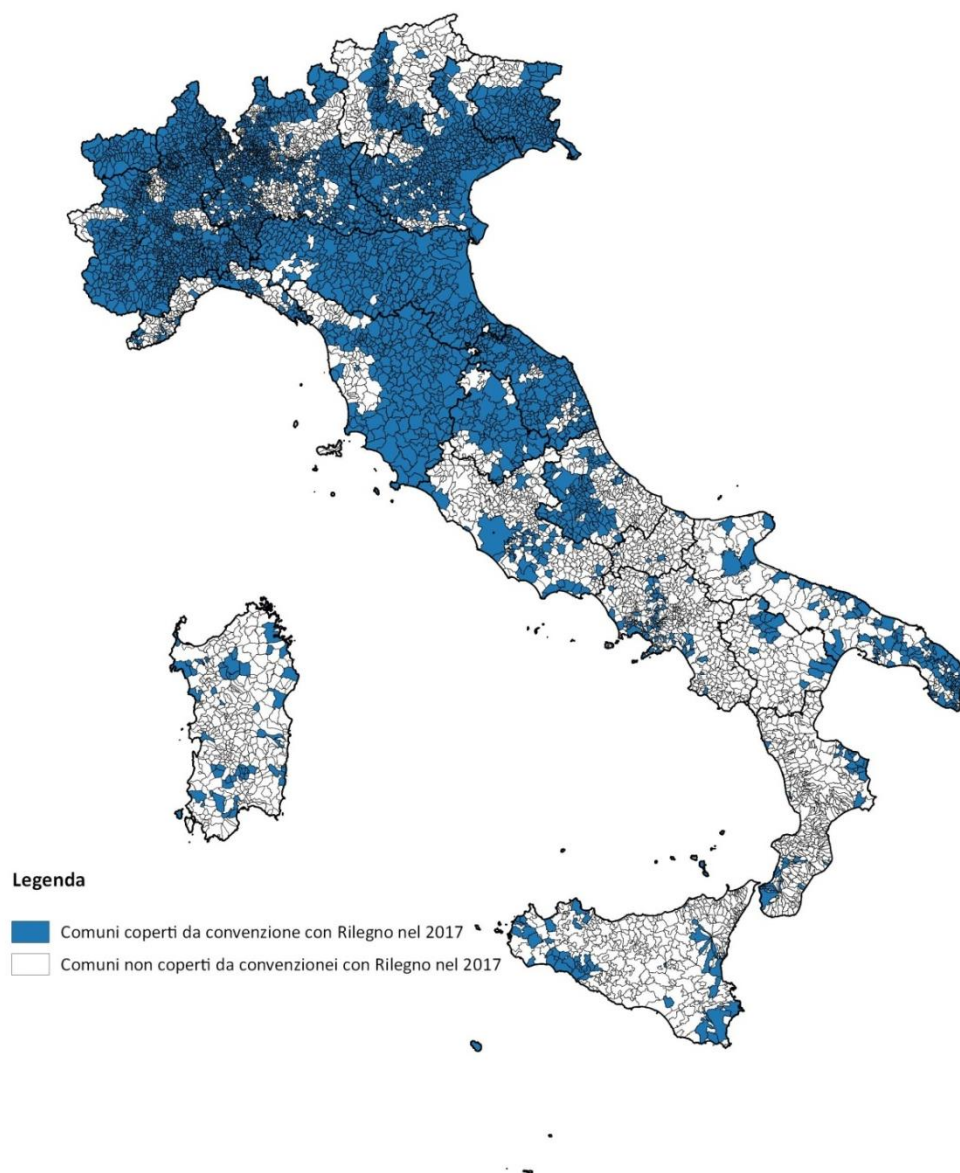 Legenda
Comuni coperti da convenzione con Rilegno nel 2017
Comuni non coperti da convenzionei con Rilegno nel 2017